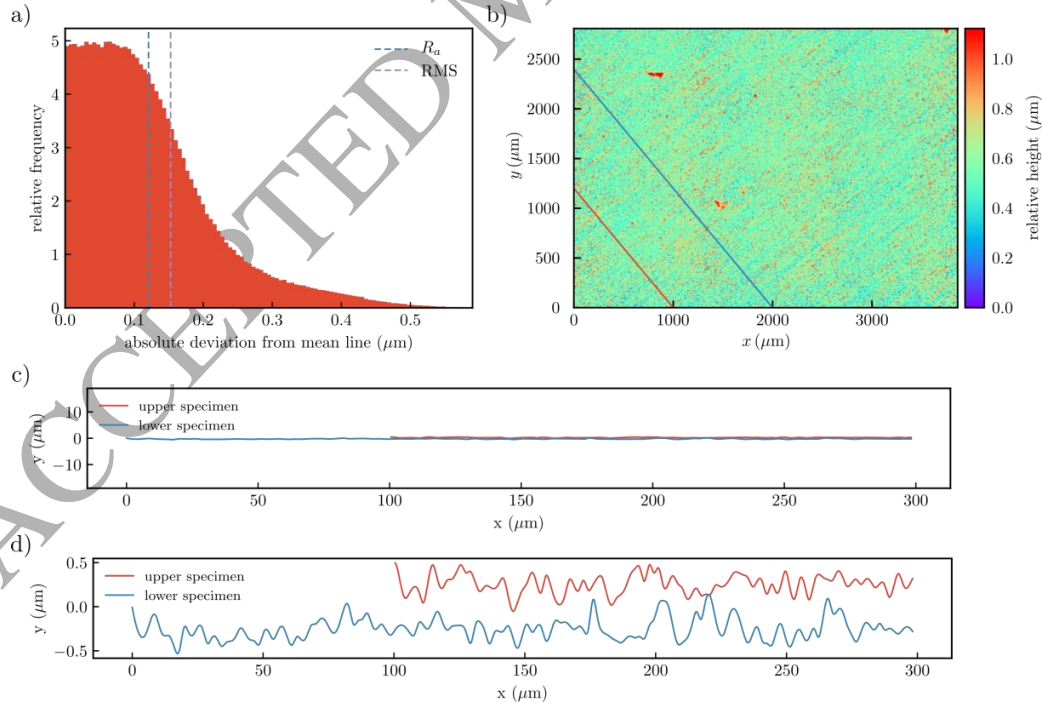 a)
5
4
3
2
1
0
relative frequency
0.0 0.1 0.2 0.3 0.4 0.5
absolute deviation from mean line (μm)
R_a
RMS
b)
2500
2000
1500
1000
500
0
y (μm)
0 1000 2000 3000
x (μm)
1.0
0.8
0.6
0.4
0.2
0.0
relative height (μm)
c)
upper specimen
lower specimen
10
0
−10
y (μm)
0 50 100 150 200 250 300
x (μm)
d)
upper specimen
lower specimen
0.5
0.0
−0.5
y (μm)
0 50 100 150 200 250 300
x (μm)
ACCEPTED M